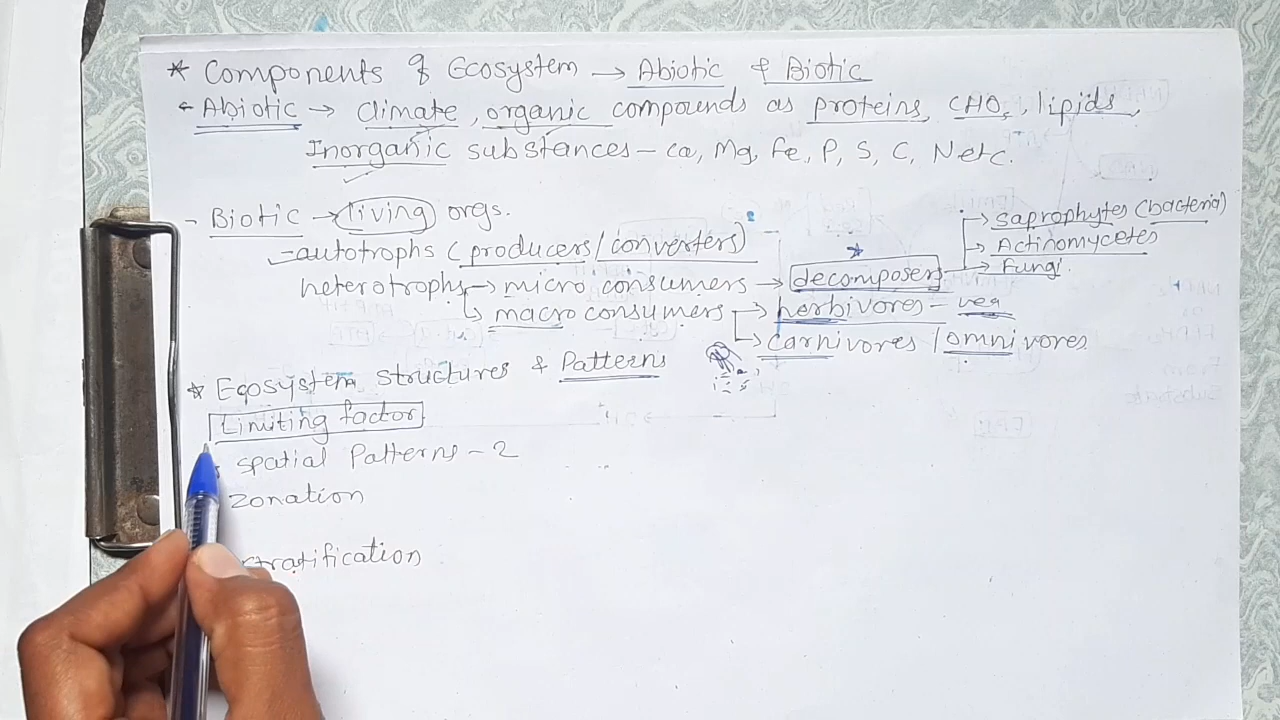 * Components of Ecosystem → Abiotic & Biotic
Abiotic → Climate, organic compounds as proteins, CHO, lipids,
Inorganic substances - ca, Mg, Fe, P, S, C, N etc.
- Biotic → living orgs.
- autotrophs (producers/converters)
heterotrophs → micro consumers → decomposers → saprophytes (bacteria)
→ Actinomycetes
→ Fungi.
↳ macro consumers → herbivores - veg
↳ carnivores / omnivores
* Ecosystem structures & Patterns
Limiting factor
spatial Patterns - 2
zonation
stratification